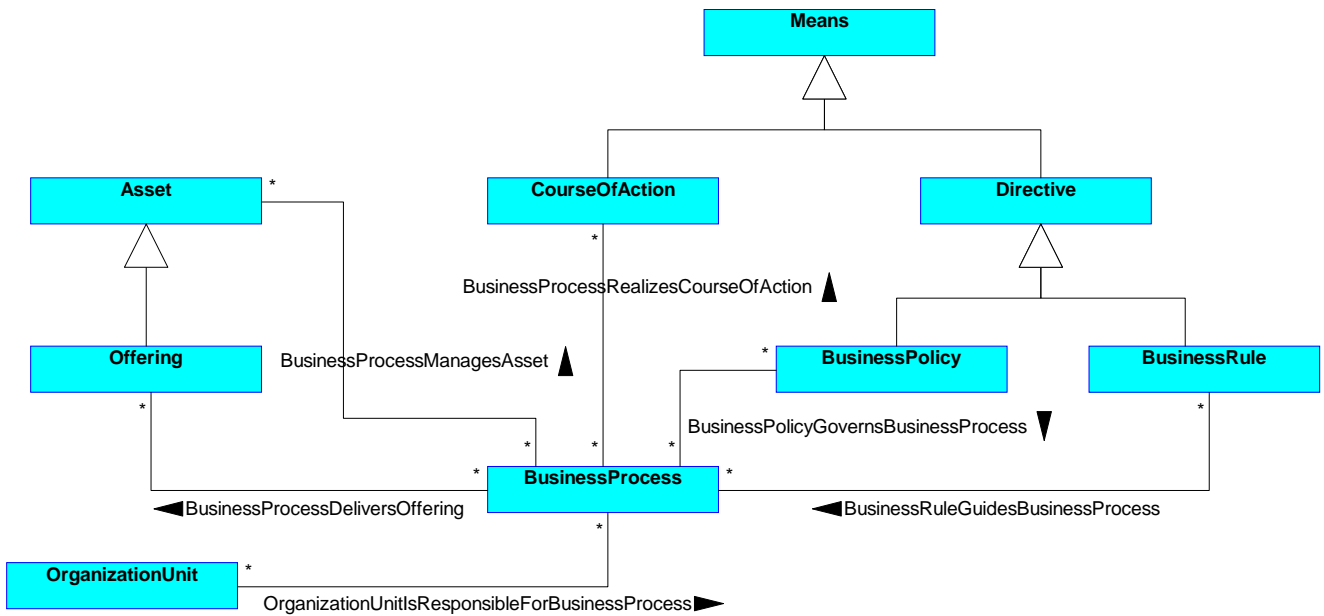 Means
Asset
*
CourseOfAction
Directive
*
BusinessProcessRealizesCourseOfAction
Offering
BusinessProcessManagesAsset
*
BusinessPolicy
BusinessRule
*
*
BusinessPolicyGovernsBusinessProcess
*
*
*
*
*
BusinessProcess
*
BusinessProcessDeliversOffering
BusinessRuleGuidesBusinessProcess
*
*
OrganizationUnit
OrganizationUnitIsResponsibleForBusinessProcess